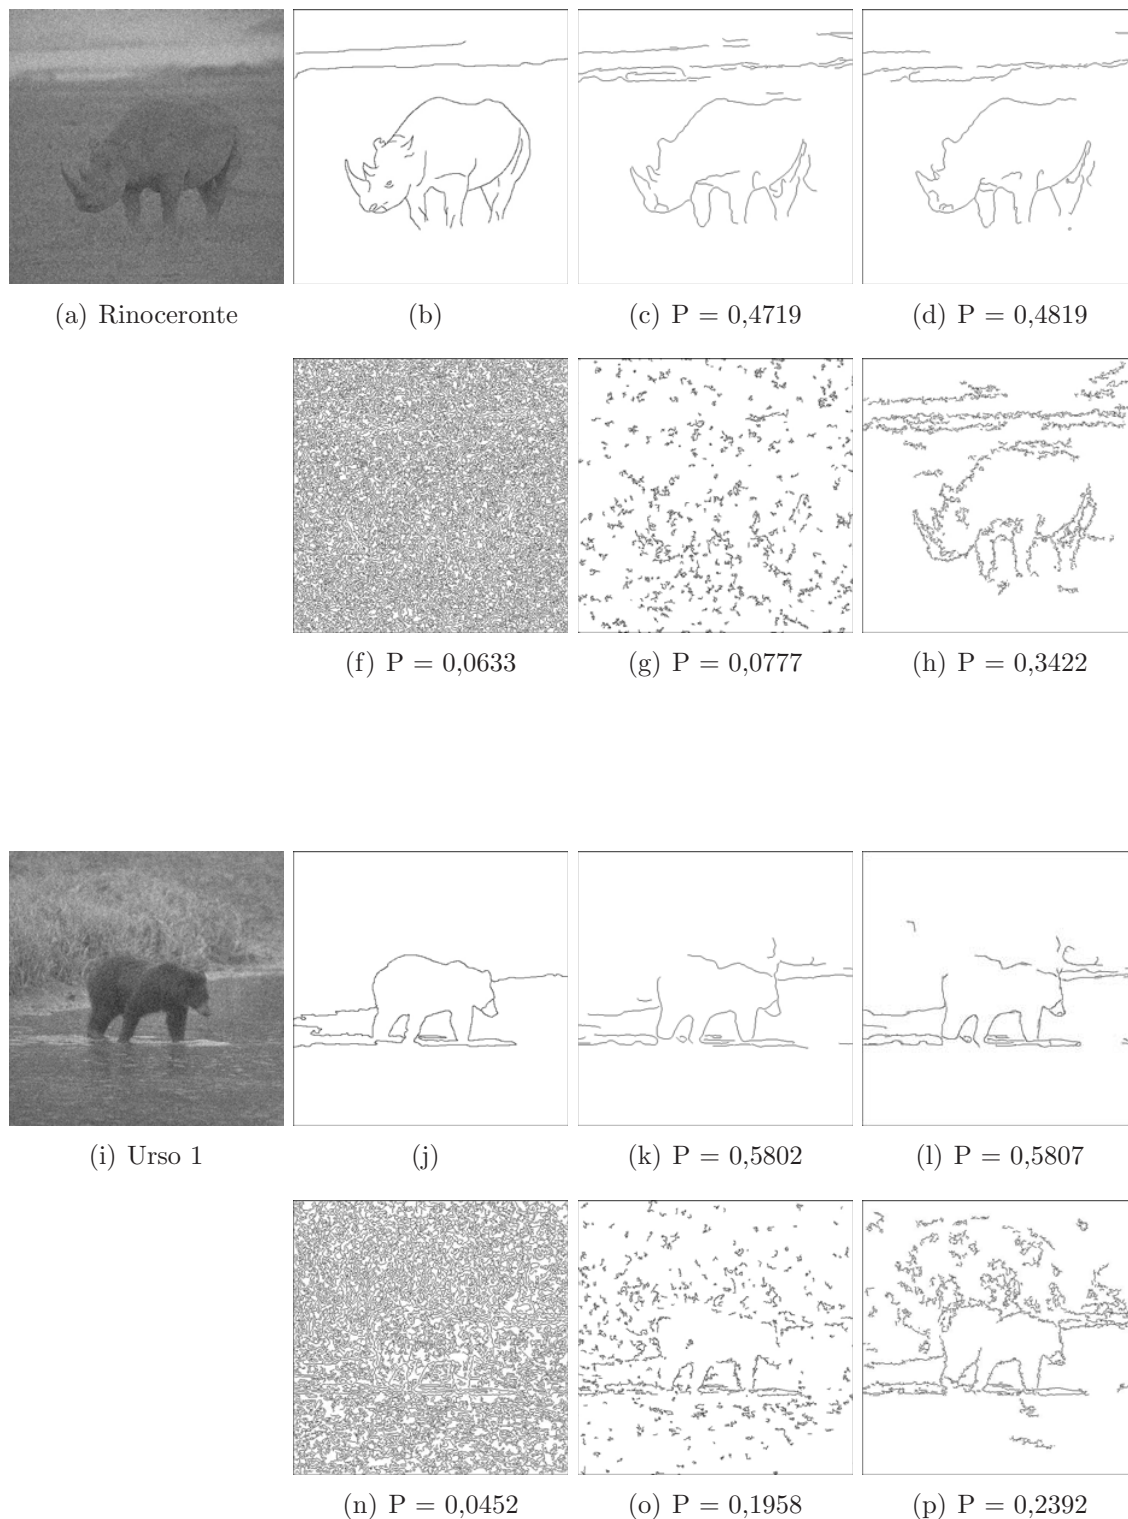 (a) Rinoceronte
(b)
(c) P = 0,4719
(d) P = 0,4819
(f) P = 0,0633
(g) P = 0,0777
(h) P = 0,3422
(i) Urso 1
(j)
(k) P = 0,5802
(l) P = 0,5807
(n) P = 0,0452
(o) P = 0,1958
(p) P = 0,2392